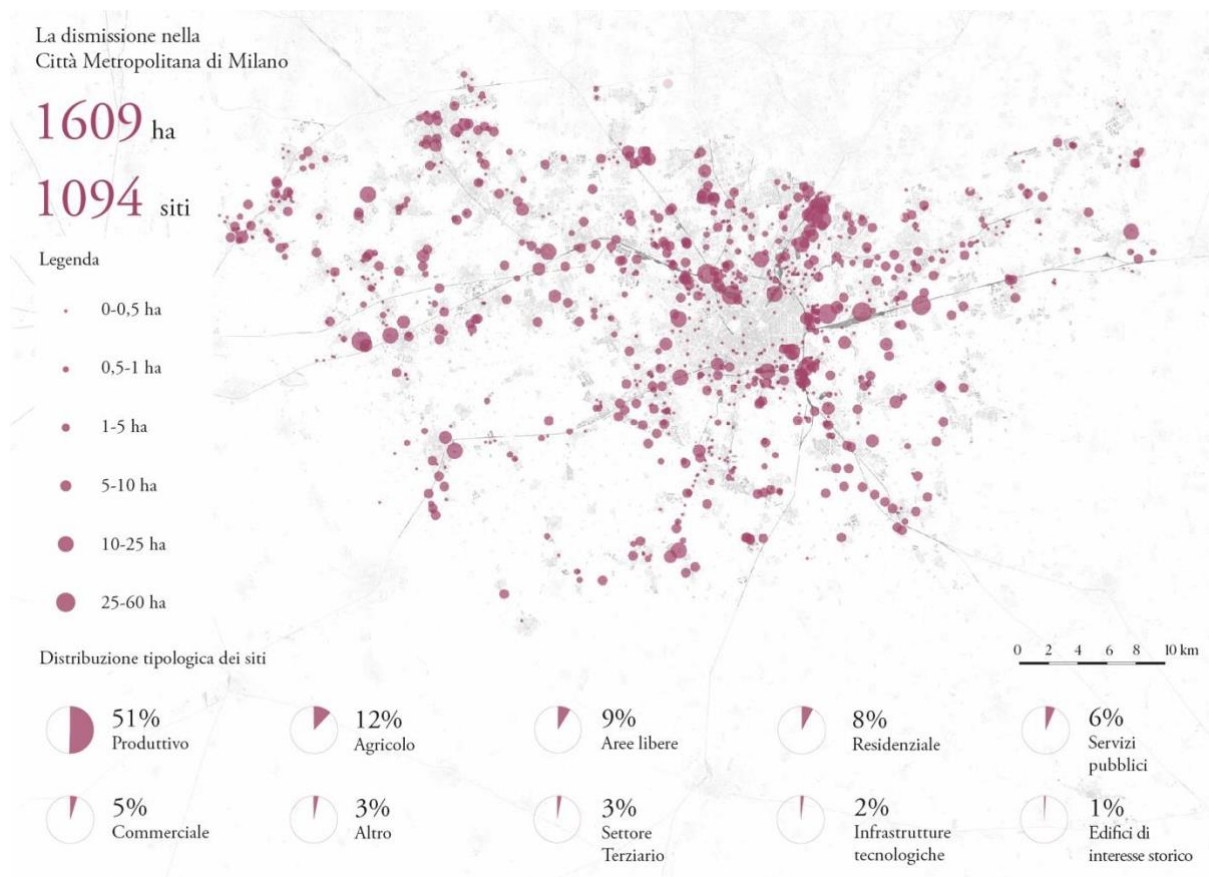 La dismissione nella
Città Metropolitana di Milano
1609 ha
1094 siti
Legenda
0-0,5 ha
0,5-1 ha
1-5 ha
5-10 ha
10-25 ha
25-60 ha
Distribuzione tipologica dei siti
0 2 4 6 8 10 km
51%
Produttivo
12%
Agricolo
9%
Aree libere
8%
Residenziale
6%
Servizi
pubblici
5%
Commerciale
3%
Altro
3%
Settore
Terziario
2%
Infrastrutture
tecnologiche
1%
Edifici di
interesse storico